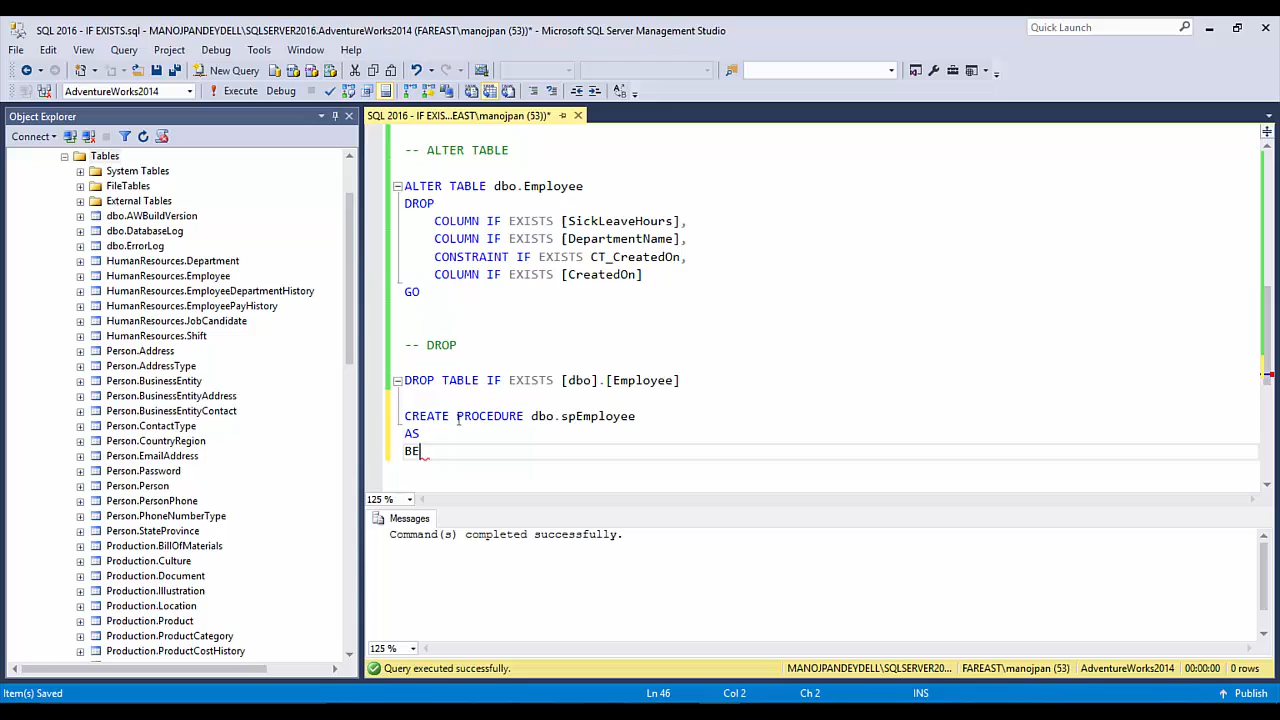 SQL 2016 - IF EXISTS.sql - MANOJPANDEYDELL\SQLSERVER2016.AdventureWorks2014 (FAREAST\manojpan (53))* - Microsoft SQL Server Management Studio
Quick Launch
File Edit View Query Project Debug Tools Window Help
New Query
AdventureWorks2014
Execute Debug
Object Explorer
Connect
Tables
System Tables
FileTables
External Tables
dbo.AWBuildVersion
dbo.DatabaseLog
dbo.ErrorLog
HumanResources.Department
HumanResources.Employee
HumanResources.EmployeeDepartmentHistory
HumanResources.EmployeePayHistory
HumanResources.JobCandidate
HumanResources.Shift
Person.Address
Person.AddressType
Person.BusinessEntity
Person.BusinessEntityAddress
Person.BusinessEntityContact
Person.ContactType
Person.CountryRegion
Person.EmailAddress
Person.Password
Person.Person
Person.PersonPhone
Person.PhoneNumberType
Person.StateProvince
Production.BillOfMaterials
Production.Culture
Production.Document
Production.Illustration
Production.Location
Production.Product
Production.ProductCategory
Production.ProductCostHistory
SQL 2016 - IF EXIS...EAST\manojpan (53))*
-- ALTER TABLE
ALTER TABLE dbo.Employee
DROP
COLUMN IF EXISTS [SickLeaveHours],
COLUMN IF EXISTS [DepartmentName],
CONSTRAINT IF EXISTS CT_CreatedOn,
COLUMN IF EXISTS [CreatedOn]
GO
-- DROP
DROP TABLE IF EXISTS [dbo].[Employee]
CREATE PROCEDURE dbo.spEmployee
AS
BE
125 %
Messages
Command(s) completed successfully.
125 %
Query executed successfully. MANOJPANDEYDELL\SQLSERVER20... FAREAST\manojpan (53) AdventureWorks2014 00:00:00 0 rows
Item(s) Saved Ln 46 Col 2 Ch 2 INS Publish